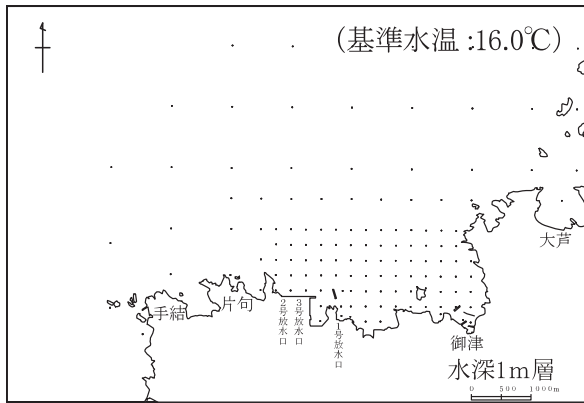 (基準水温:16.0℃)
大芦
手結
片句
2号放水口
3号放水口
1号放水口
御津
水深1m層
0 500 1000m